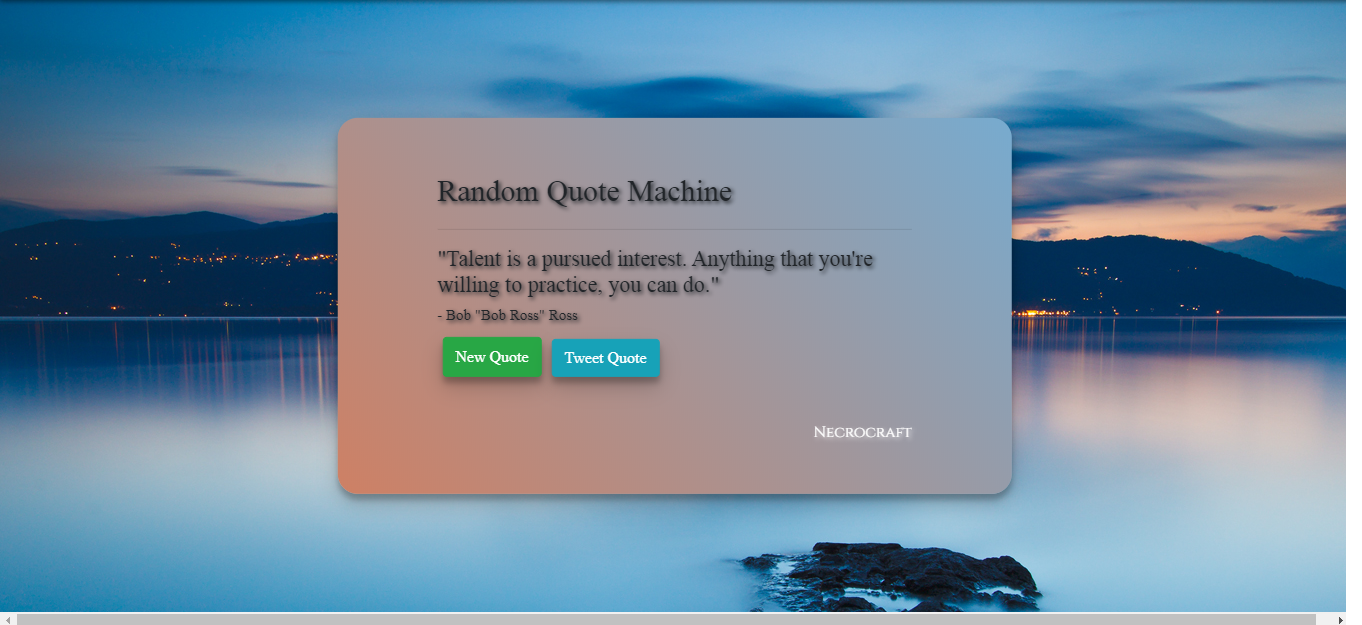 Random Quote Machine
"Talent is a pursued interest. Anything that you're
willing to practice, you can do."
- Bob "Bob Ross" Ross
New Quote
Tweet Quote
Necrocraft